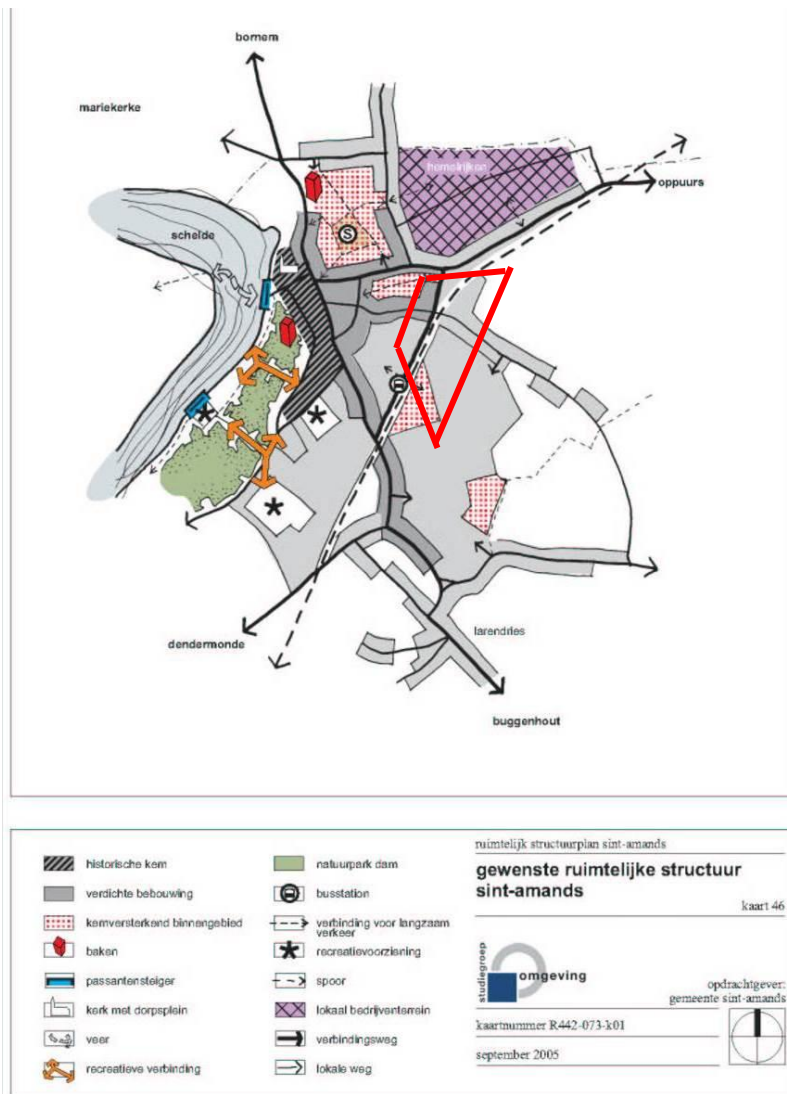 bornem
mariekerke
hemelrijken
oppuurs
schelde
S
dendermonde
larendries
buggenhout
historische kern
verdichte bebouwing
kernversterkend binnengebied
baken
passantensteiger
kerk met dorpsplein
veer
recreatieve verbinding
natuurpark dam
busstation
verbinding voor langzaam
verkeer
recreatievoorziening
spoor
lokaal bedrijventerrein
verbindingsweg
lokale weg
ruimtelijk structuurplan sint-amands
gewenste ruimtelijke structuur
sint-amands
kaart 46
studiegroep
omgeving
opdrachtgever:
gemeente sint-amands
kaartnummer R442-073-k01
september 2005